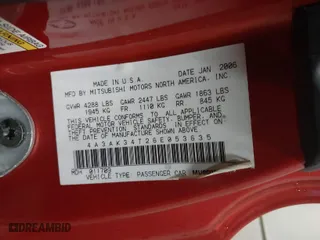 MADE IN U.S.A. DATE JAN 2006
MFD BY MITSUBISHI MOTORS NORTH AMERICA, INC
GVWR 4288 LBS GAWR 2447 LBS GAWR 1863 LBS
1945 KG FR 1110 KG RR 845 KG
THIS VEHICLE CONFORMS TO ALL APPLICABLE
FEDERAL MOTOR VEHICLE SAFETY, BUMPER
AND THEFT PREVENTION STANDARDS IN
EFFECT ON THE DATE OF MANUFACTURE
SHOWN ABOVE.
4A3AK34T26E053635
VEHICLE TYPE PASSENGER CAR
DREAMBID